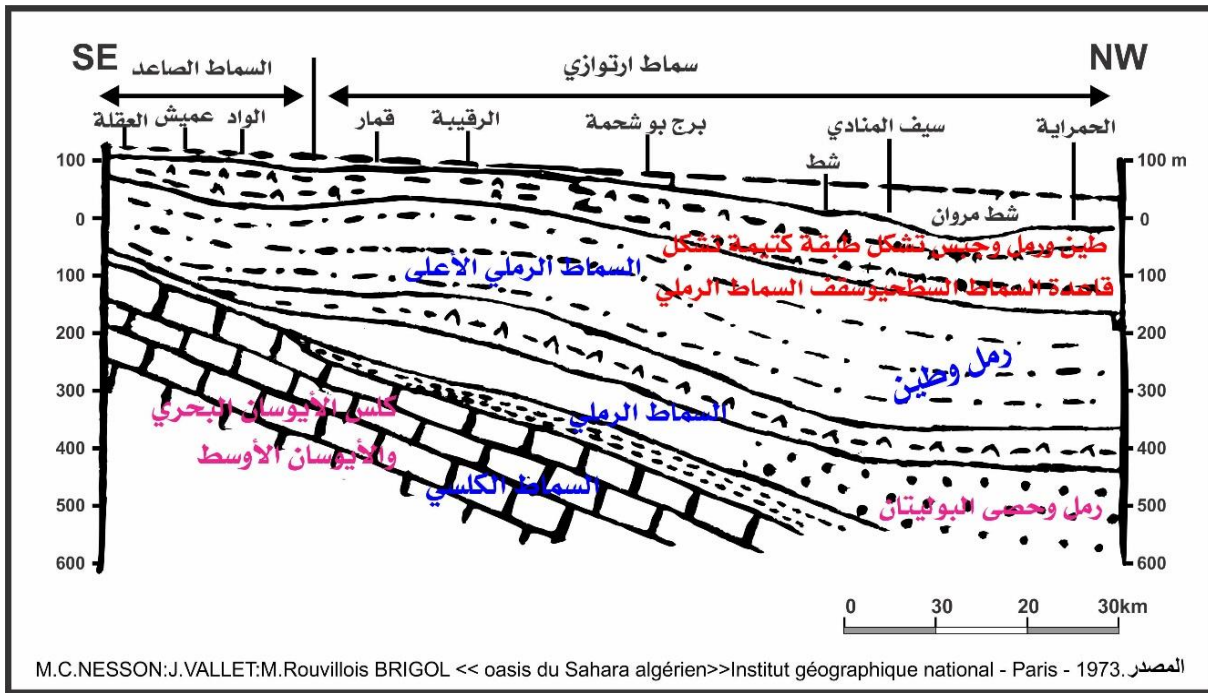 SE
NW
السماط الصاعد
سماط ارتوازي
العقلة
عميش
الواد
قمار
الرقيبة
برج بو شحمة
سيف المنادي
الحمراية
شط
شط مروان
100
0
100
200
300
400
500
600
100 m
0
100
200
300
400
500
600
طين ورمل وجبس تشكل طبقة كتيمة تشكل
قاعدة السماط السطحيوسقف السماط الرملي
السماط الرملي الأعلى
رمل وطين
السماط الرملي
كلس الأيوسان البحري
والأيوسان الأوسط
السماط الكلسي
رمل وحصى البوليتان
0 30 20 30km
M.C.NESSON:J.VALLET:M.Rouvillois BRIGOL << oasis du Sahara algérien>>Institut géographique national - Paris - 1973. المصدر